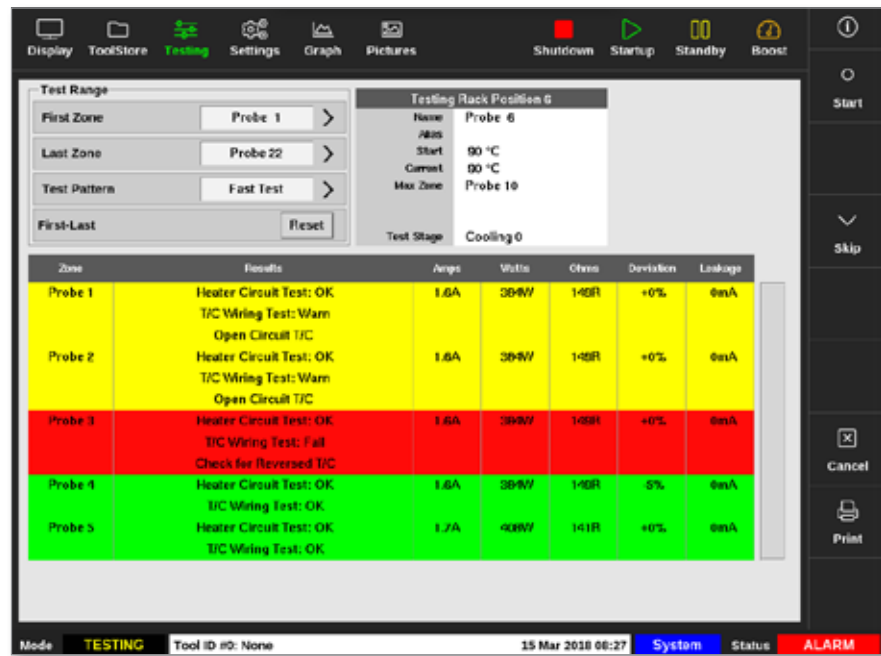 Display ToolStore Testing Settings Graph Pictures Shutdown Startup Standby Boost
Start
Skip
Cancel
Print
Test Range
First Zone Probe 1
Last Zone Probe 22
Test Pattern Fast Test
First-Last Reset
Testing Rack Position 6
Name Probe 6
Alias
Start 90 °C
Current 90 °C
Max Zone Probe 10
Test Stage Cooling 0
Zone Results Amps Watts Ohms Deviation Leakage
Probe 1 Heater Circuit Test: OK 1.6A 384W 149R +0% 0mA
T/C Wiring Test: Warn
Open Circuit T/C
Probe 2 Heater Circuit Test: OK 1.6A 384W 149R +0% 0mA
T/C Wiring Test: Warn
Open Circuit T/C
Probe 3 Heater Circuit Test: OK 1.6A 384W 149R +0% 0mA
T/C Wiring Test: Fail
Check for Reversed T/C
Probe 4 Heater Circuit Test: OK 1.6A 384W 149R -5% 0mA
T/C Wiring Test: OK
Probe 5 Heater Circuit Test: OK 1.7A 408W 141R +0% 0mA
T/C Wiring Test: OK
Mode TESTING Tool ID #0: None 15 Mar 2018 08:27 System Status ALARM